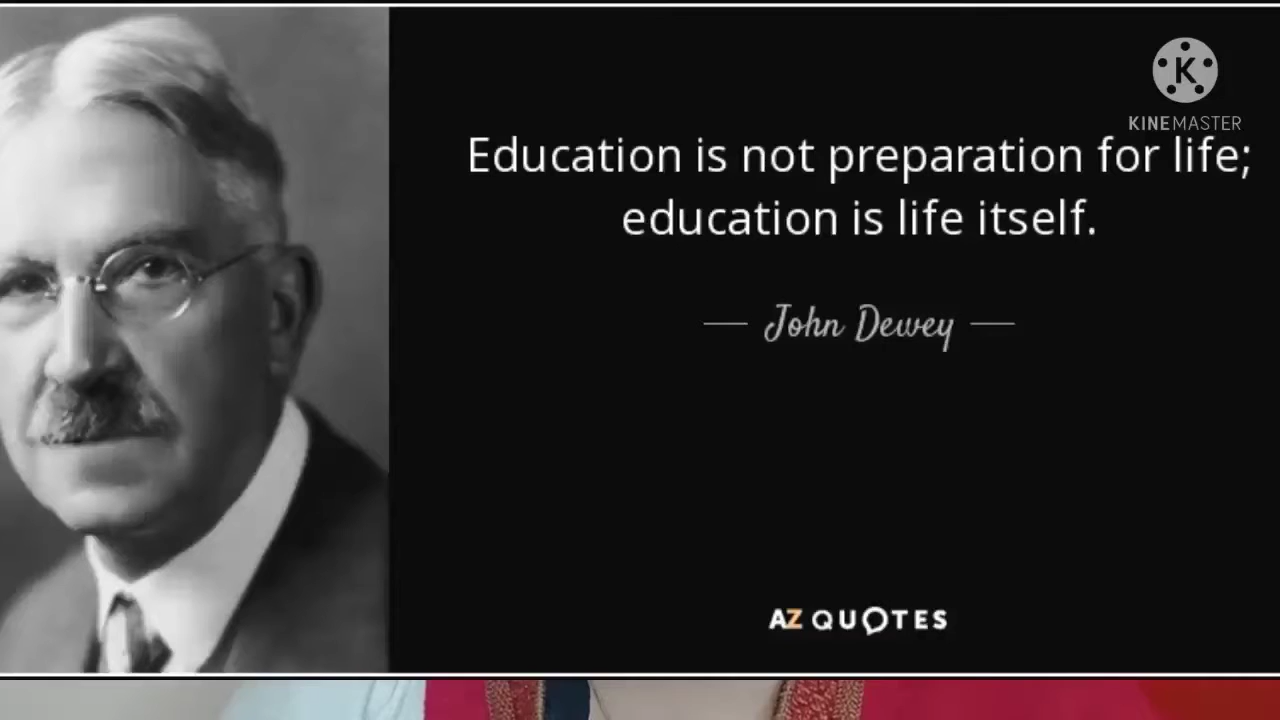 K
KINEMASTER
Education is not preparation for life;
education is life itself.
John Dewey
AZ QUOTES